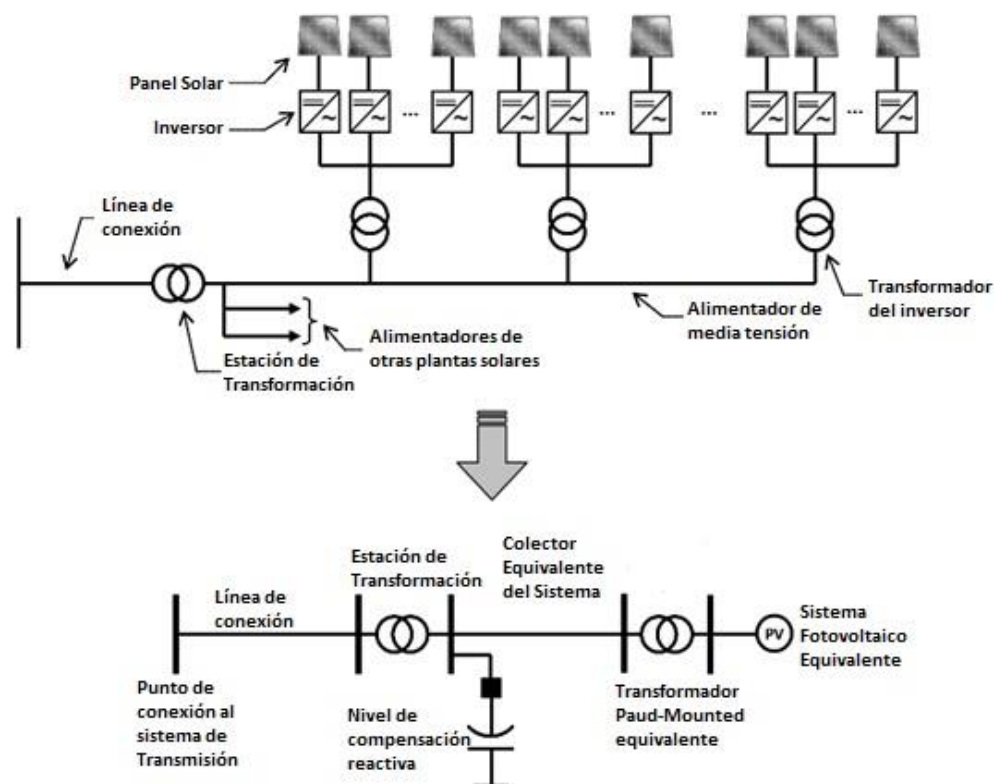 Panel Solar
Inversor
...
...
...
...
Línea de
conexión
Transformador
del inversor
Alimentador de
media tensión
Alimentadores de
otras plantas solares
Estación de
Transformación
Colector
Equivalente
del Sistema
Estación de
Transformación
Línea de
conexión
PV
Sistema
Fotovoltaico
Equivalente
Punto de
conexión al
sistema de
Transmisión
Nivel de
compensación
reactiva
Transformador
Paud-Mounted
equivalente